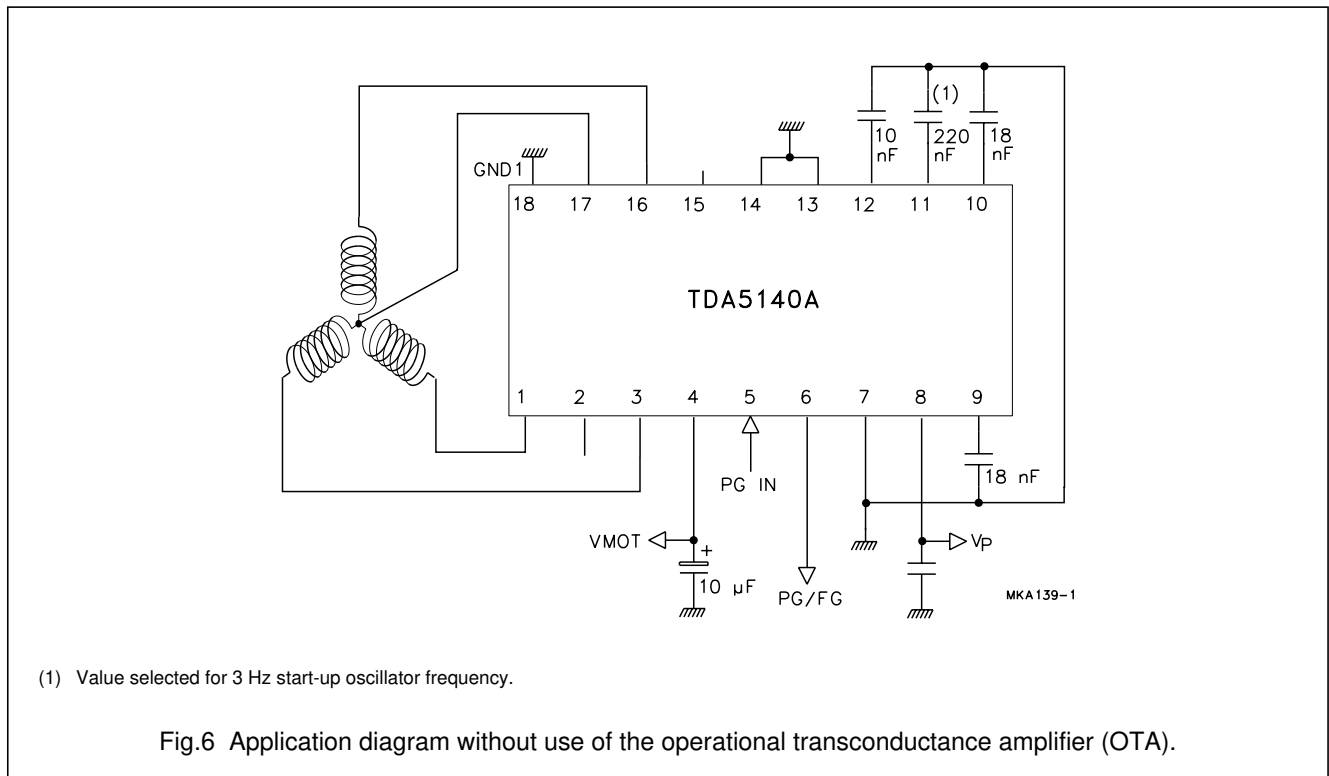 (1)
10 nF
220 nF
18 nF
GND1
18 17 16 15 14 13 12 11 10
TDA5140A
1 2 3 4 5 6 7 8 9
18 nF
PG IN
VMOT
+
10 µF
PG/FG
VP
MKA139-1
(1) Value selected for 3 Hz start-up oscillator frequency.
Fig.6 Application diagram without use of the operational transconductance amplifier (OTA).